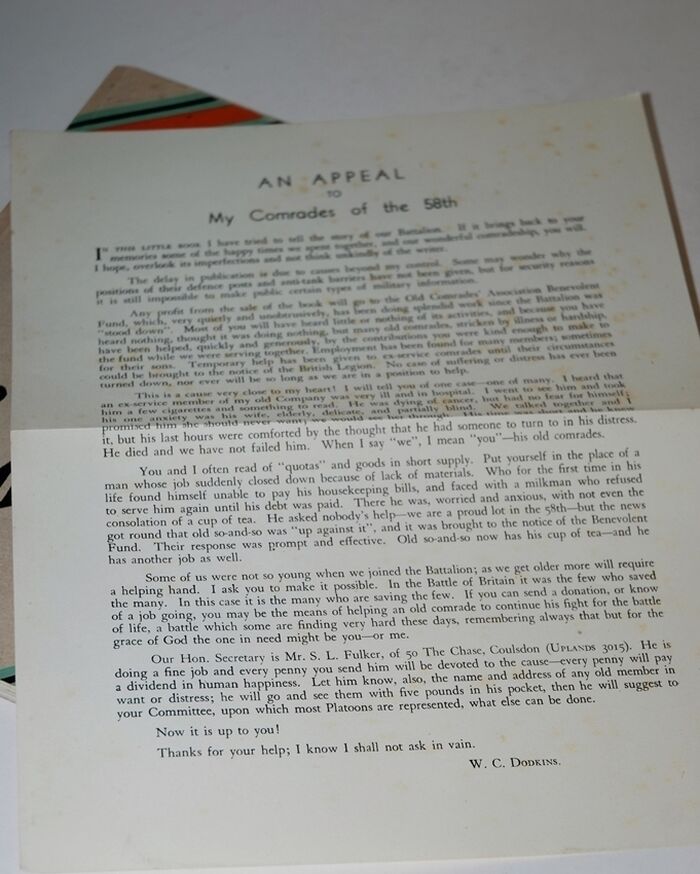 AN APPEAL
TO
My Comrades of the 58th
IN THIS LITTLE BOOK I have tried to tell the story of our Battalion. If it brings back to your
memories some of the happy times we spent together, and our wonderful comradeship, you will,
I hope, overlook its imperfections and not think unkindly of the writer.
The delay in publication is due to causes beyond my control. Some may wonder why the
positions of their defence posts and anti-tank barriers have not been given, but for security reasons
it is still impossible to make public certain types of military information.
Any profit from the sale of the book will go to the Old Comrades' Association Benevolent
Fund, which, very quietly and unobtrusively, has been doing splendid work since the Battalion was
"stood down". Most of you will have heard little or nothing of its activities, and because you have
heard nothing, thought it was doing nothing, but many old comrades, stricken by illness or hardship,
have been helped, quickly and generously, by the contributions you were kind enough to make to
the fund while we were serving together. Employment has been found for many members; sometimes
for their sons. Temporary help has been given to ex-service comrades until their circumstances
could be brought to the notice of the British Legion. No case of suffering or distress has ever been
turned down, nor ever will be so long as we are in a position to help.
This is a cause very close to my heart! I will tell you of one case—one of many. I heard that
an ex-service member of my old Company was very ill and in hospital. I went to see him and took
him a few cigarettes and something to read. He was dying of cancer, but had no fear for himself;
his one anxiety was his wife, elderly, delicate, and partially blind. We talked together and I
promised him she should never want; we would see her through. His time was short and he knew
it, but his last hours were comforted by the thought that he had someone to turn to in his distress.
He died and we have not failed him. When I say "we", I mean "you"—his old comrades.
You and I often read of "quotas" and goods in short supply. Put yourself in the place of a
man whose job suddenly closed down because of lack of materials. Who for the first time in his
life found himself unable to pay his housekeeping bills, and faced with a milkman who refused
to serve him again until his debt was paid. There he was, worried and anxious, with not even the
consolation of a cup of tea. He asked nobody's help—we are a proud lot in the 58th—but the news
got round that old so-and-so was "up against it", and it was brought to the notice of the Benevolent
Fund. Their response was prompt and effective. Old so-and-so now has his cup of tea—and he
has another job as well.
Some of us were not so young when we joined the Battalion; as we get older more will require
a helping hand. I ask you to make it possible. In the Battle of Britain it was the few who saved
the many. In this case it is the many who are saving the few. If you can send a donation, or know
of a job going, you may be the means of helping an old comrade to continue his fight for the battle
of life, a battle which some are finding very hard these days, remembering always that but for the
grace of God the one in need might be you—or me.
Our Hon. Secretary is Mr. S. L. Fulker, of 50 The Chase, Coulsdon (UPLANDS 3015). He is
doing a fine job and every penny you send him will be devoted to the cause—every penny will pay
a dividend in human happiness. Let him know, also, the name and address of any old member in
want or distress; he will go and see them with five pounds in his pocket, then he will suggest to
your Committee, upon which most Platoons are represented, what else can be done.
Now it is up to you!
Thanks for your help; I know I shall not ask in vain.
W. C. DODKINS.